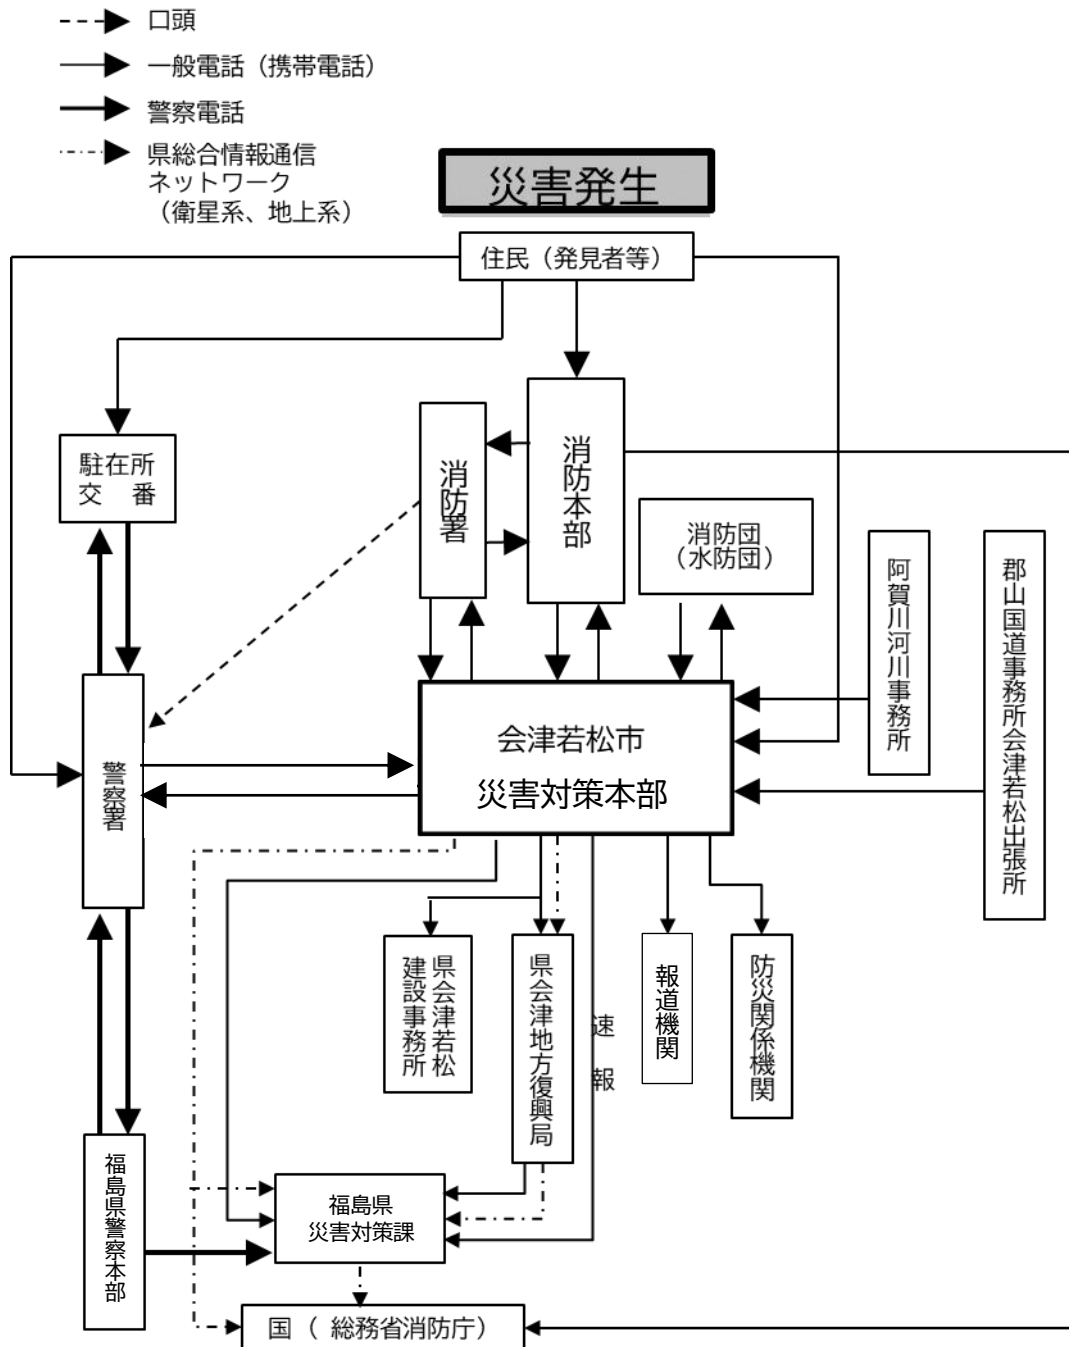 口頭
一般電話（携帯電話）
警察電話
県総合情報通信
ネットワーク
（衛星系、地上系）
災害発生
住民（発見者等）
駐在所
交　番
消防署
消防本部
消防団
（水防団）
阿賀川河川事務所
郡山国道事務所会津若松出張所
会津若松市
災害対策本部
警察署
県会津若松
建設事務所
県会津地方復興局
速報
報道機関
防災関係機関
福島県警察本部
福島県
災害対策課
国（ 総務省消防庁）